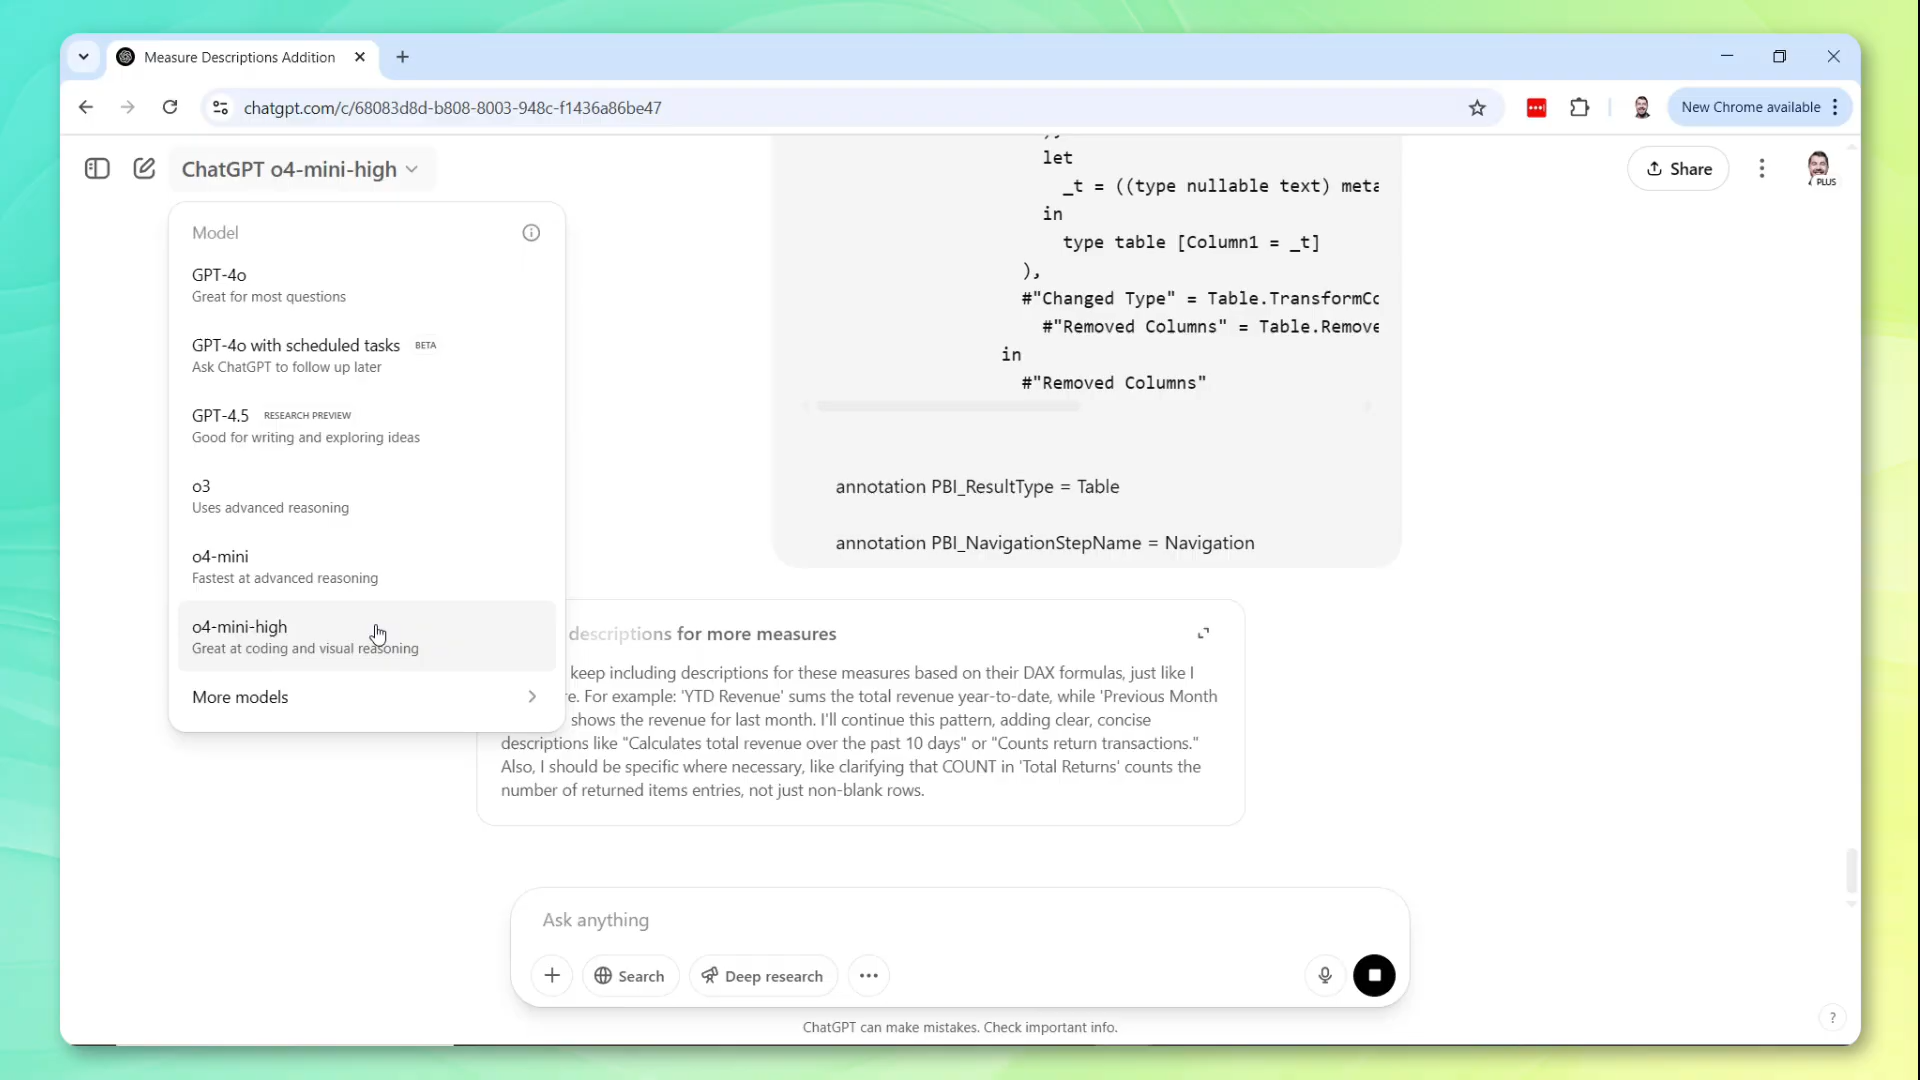 Measure Descriptions Addition
chatgpt.com/c/68083d8d-b808-8003-948c-f1436a86be47
New Chrome available
ChatGPT o4-mini-high
Share
PLUS
Model
GPT-4o
Great for most questions
GPT-4o with scheduled tasks BETA
Ask ChatGPT to follow up later
GPT-4.5 RESEARCH PREVIEW
Good for writing and exploring ideas
o3
Uses advanced reasoning
o4-mini
Fastest at advanced reasoning
o4-mini-high
Great at coding and visual reasoning
More models
let
_t = ((type nullable text) meta
in
type table [Column1 = _t]
),
#"Changed Type" = Table.TransformCo
#"Removed Columns" = Table.Remove
in
#"Removed Columns"
annotation PBI_ResultType = Table
annotation PBI_NavigationStepName = Navigation
descriptions for more measures
keep including descriptions for these measures based on their DAX formulas, just like I
re. For example: 'YTD Revenue' sums the total revenue year-to-date, while 'Previous Month
shows the revenue for last month. I'll continue this pattern, adding clear, concise
descriptions like "Calculates total revenue over the past 10 days" or "Counts return transactions."
Also, I should be specific where necessary, like clarifying that COUNT in 'Total Returns' counts the
number of returned items entries, not just non-blank rows.
Ask anything
Search
Deep research
ChatGPT can make mistakes. Check important info.
?